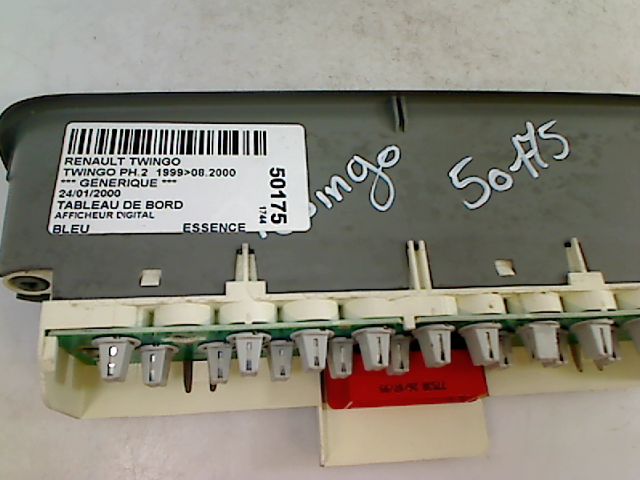 RENAULT TWINGO
TWINGO PH.2 1999>08.2000
*** GENERIQUE ***
24/01/2000
TABLEAU DE BORD
AFFICHEUR DIGITAL
BLEU ESSENCE
50175
1744
50175